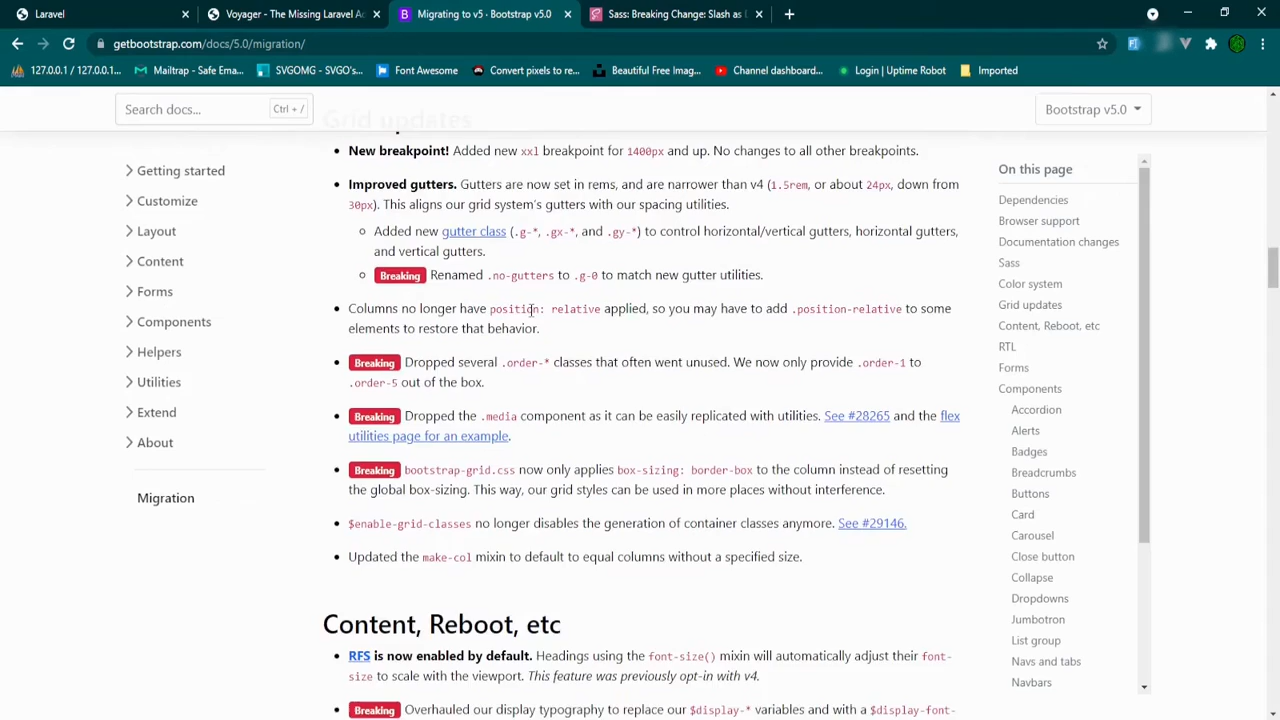 Laravel
Voyager - The Missing Laravel A
Migrating to v5 · Bootstrap v5.0
Sass: Breaking Change: Slash as
getbootstrap.com/docs/5.0/migration/
127.0.0.1 / 127.0.0.1...
Mailtrap - Safe Ema...
SVGOMG - SVGO's...
Font Awesome
Convert pixels to re...
Beautiful Free Imag...
Channel dashboard...
Login | Uptime Robot
Imported
Search docs...
Ctrl + /
Bootstrap v5.0
Getting started
Customize
Layout
Content
Forms
Components
Helpers
Utilities
Extend
About
Migration
Grid updates
New breakpoint! Added new xxl breakpoint for 1400px and up. No changes to all other breakpoints.
Improved gutters. Gutters are now set in rems, and are narrower than v4 (1.5rem, or about 24px, down from
30px). This aligns our grid system's gutters with our spacing utilities.
Added new gutter class (.g-*, .gx-*, and .gy-*) to control horizontal/vertical gutters, horizontal gutters,
and vertical gutters.
Breaking Renamed .no-gutters to .g-0 to match new gutter utilities.
Columns no longer have position: relative applied, so you may have to add .position-relative to some
elements to restore that behavior.
Breaking Dropped several .order-* classes that often went unused. We now only provide .order-1 to
.order-5 out of the box.
Breaking Dropped the .media component as it can be easily replicated with utilities. See #28265 and the flex
utilities page for an example.
Breaking bootstrap-grid.css now only applies box-sizing: border-box to the column instead of resetting
the global box-sizing. This way, our grid styles can be used in more places without interference.
$enable-grid-classes no longer disables the generation of container classes anymore. See #29146.
Updated the make-col mixin to default to equal columns without a specified size.
Content, Reboot, etc
RFS is now enabled by default. Headings using the font-size() mixin will automatically adjust their font-
size to scale with the viewport. This feature was previously opt-in with v4.
Breaking Overhauled our display typography to replace our $display-* variables and with a $display-font-
On this page
Dependencies
Browser support
Documentation changes
Sass
Color system
Grid updates
Content, Reboot, etc
RTL
Forms
Components
Accordion
Alerts
Badges
Breadcrumbs
Buttons
Card
Carousel
Close button
Collapse
Dropdowns
Jumbotron
List group
Navs and tabs
Navbars